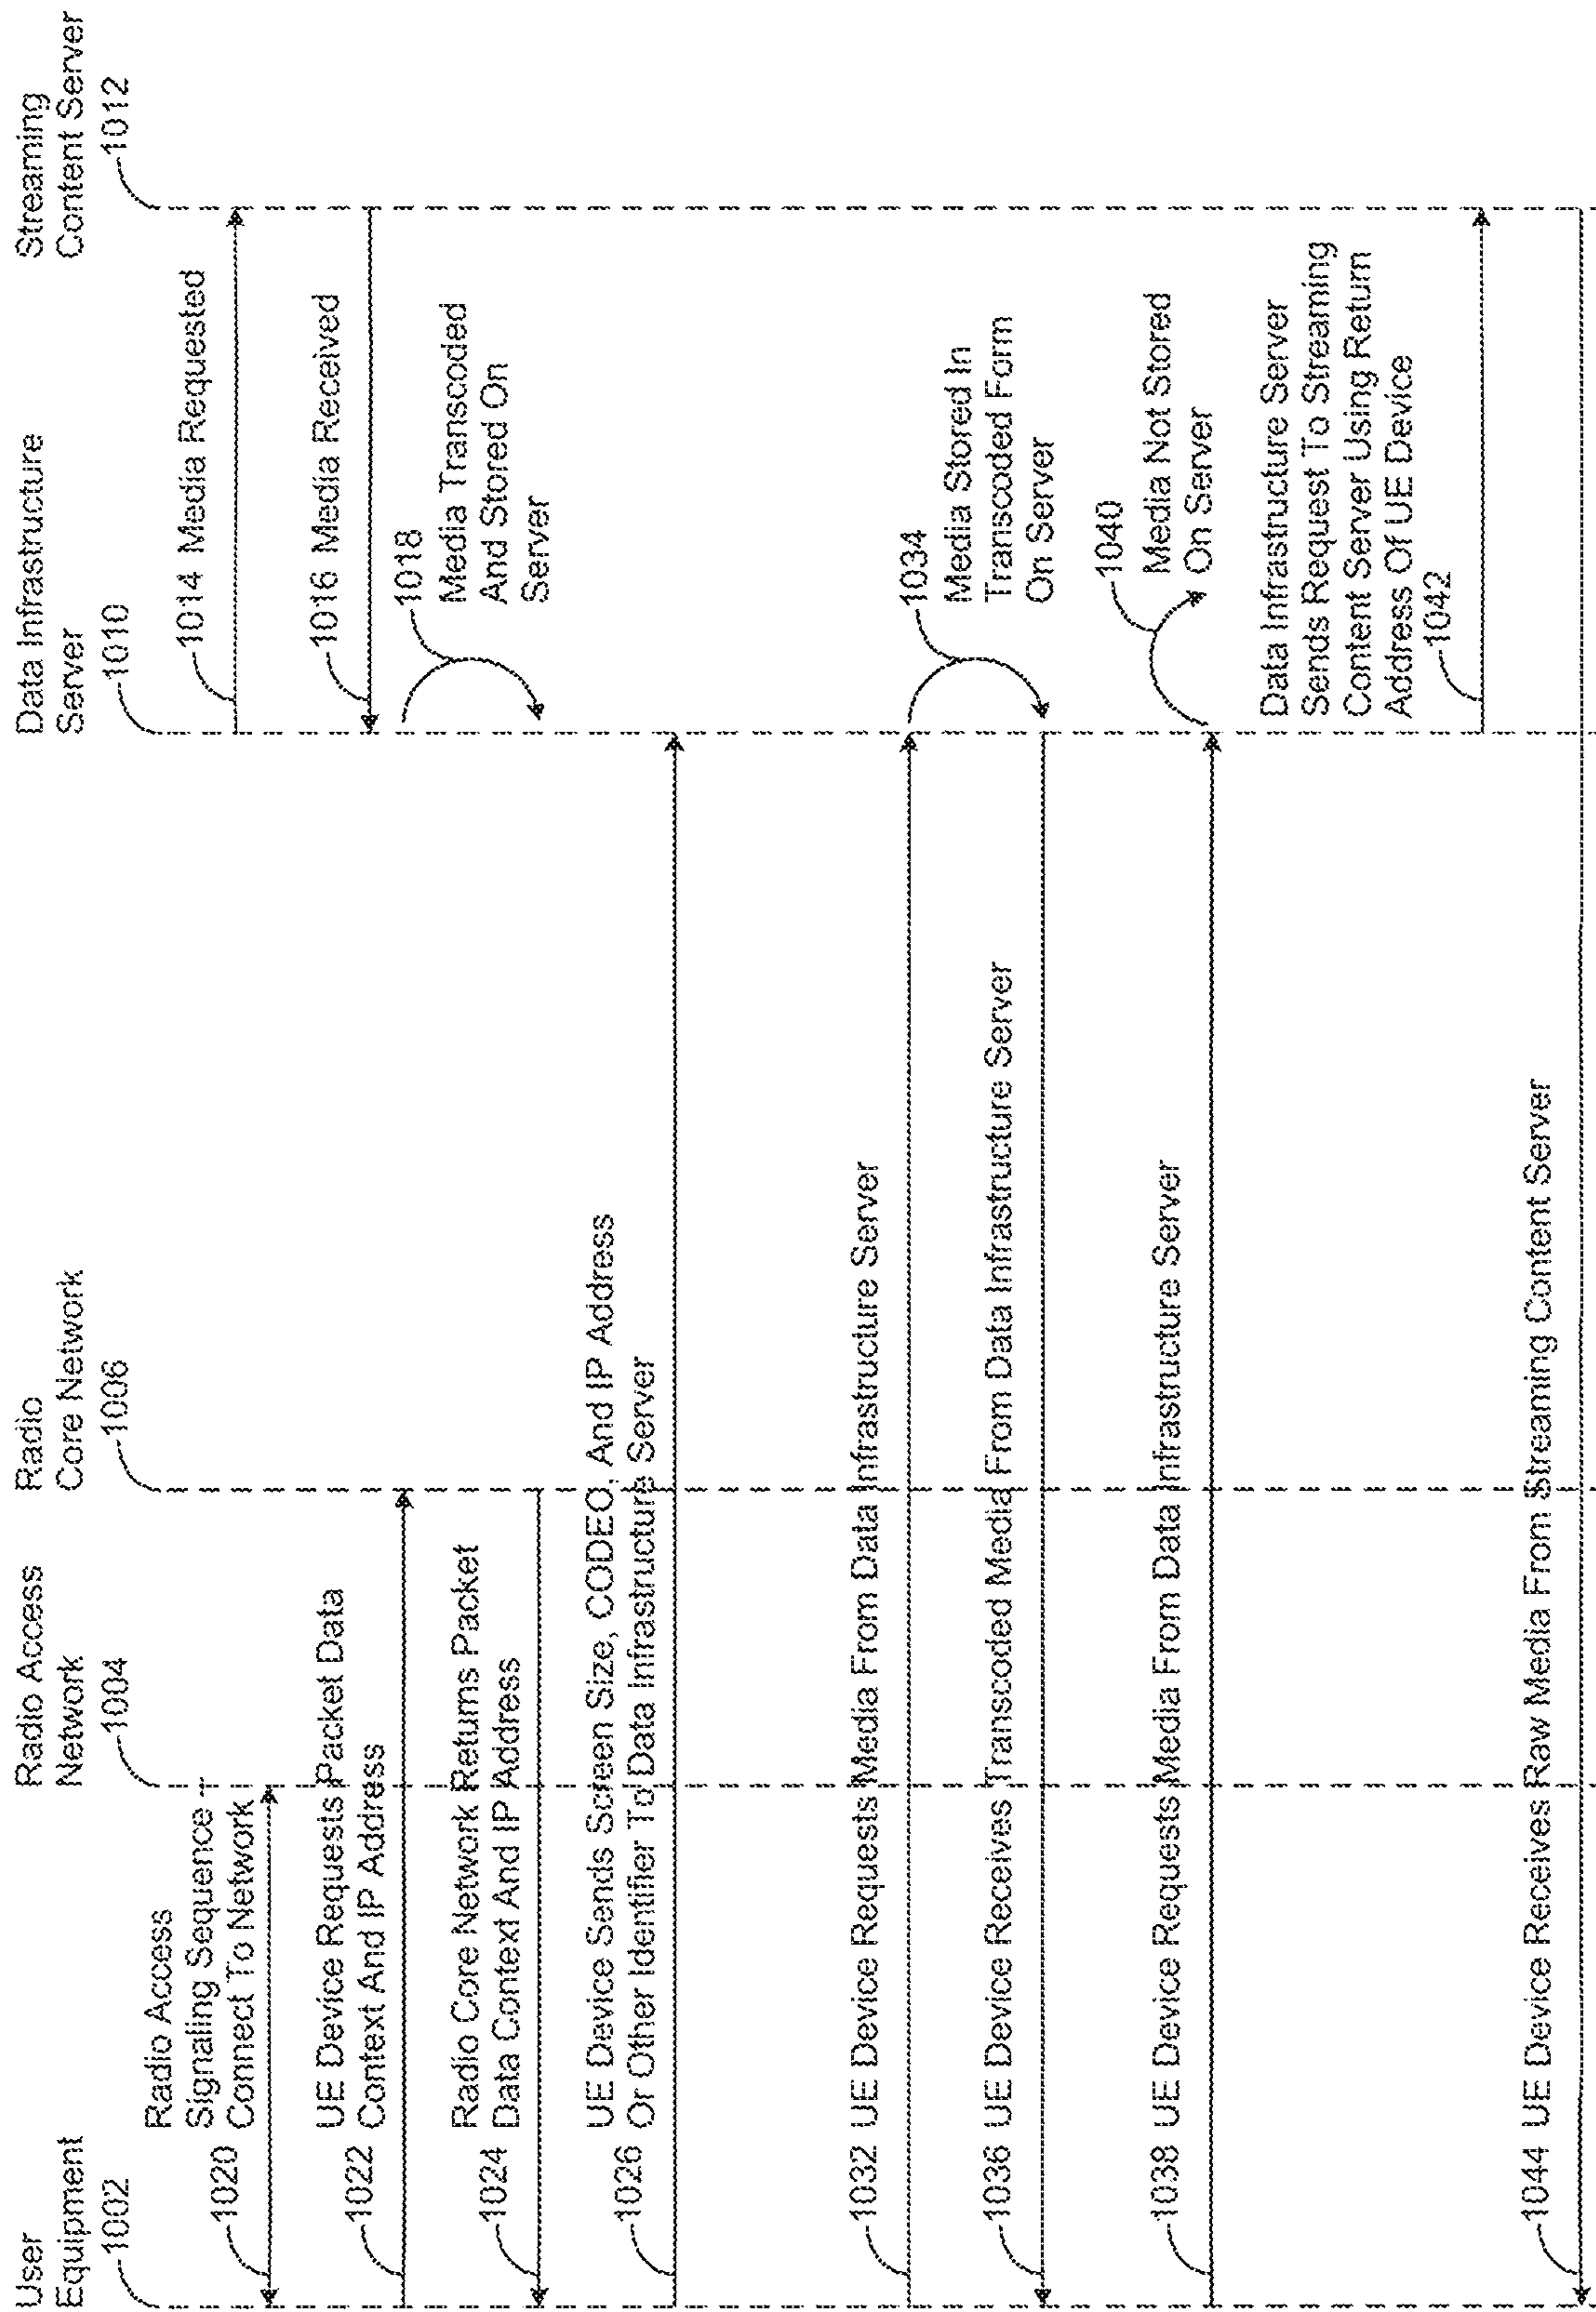 User
Equipment
1002
Radio Access
Network
1004
Radio
Core Network
1006
Data Infrastructure
Server
1010
Streaming
Content Server
1012
1014 Media Requested
1016 Media Received
1018
Media Transcoded
And Stored On
Server
Radio Access
Signaling Sequence --
Connect To Network
1020
UE Device Requests Packet Data
Context And IP Address
1022
Radio Core Network Returns Packet
Data Context And IP Address
1024
UE Device Sends Screen Size, CODEC, And IP Address
Or Other Identifier To Data Infrastructure Server
1026
1032 UE Device Requests Media From Data Infrastructure Server
1034
Media Stored In
Transcoded Form
On Server
1036 UE Device Receives Transcoded Media From Data Infrastructure Server
1038 UE Device Requests Media From Data Infrastructure Server
1040
Media Not Stored
On Server
Data Infrastructure Server
Sends Request To Streaming
Content Server Using Return
Address Of UE Device
1042
1044 UE Device Receives Raw Media From Streaming Content Server